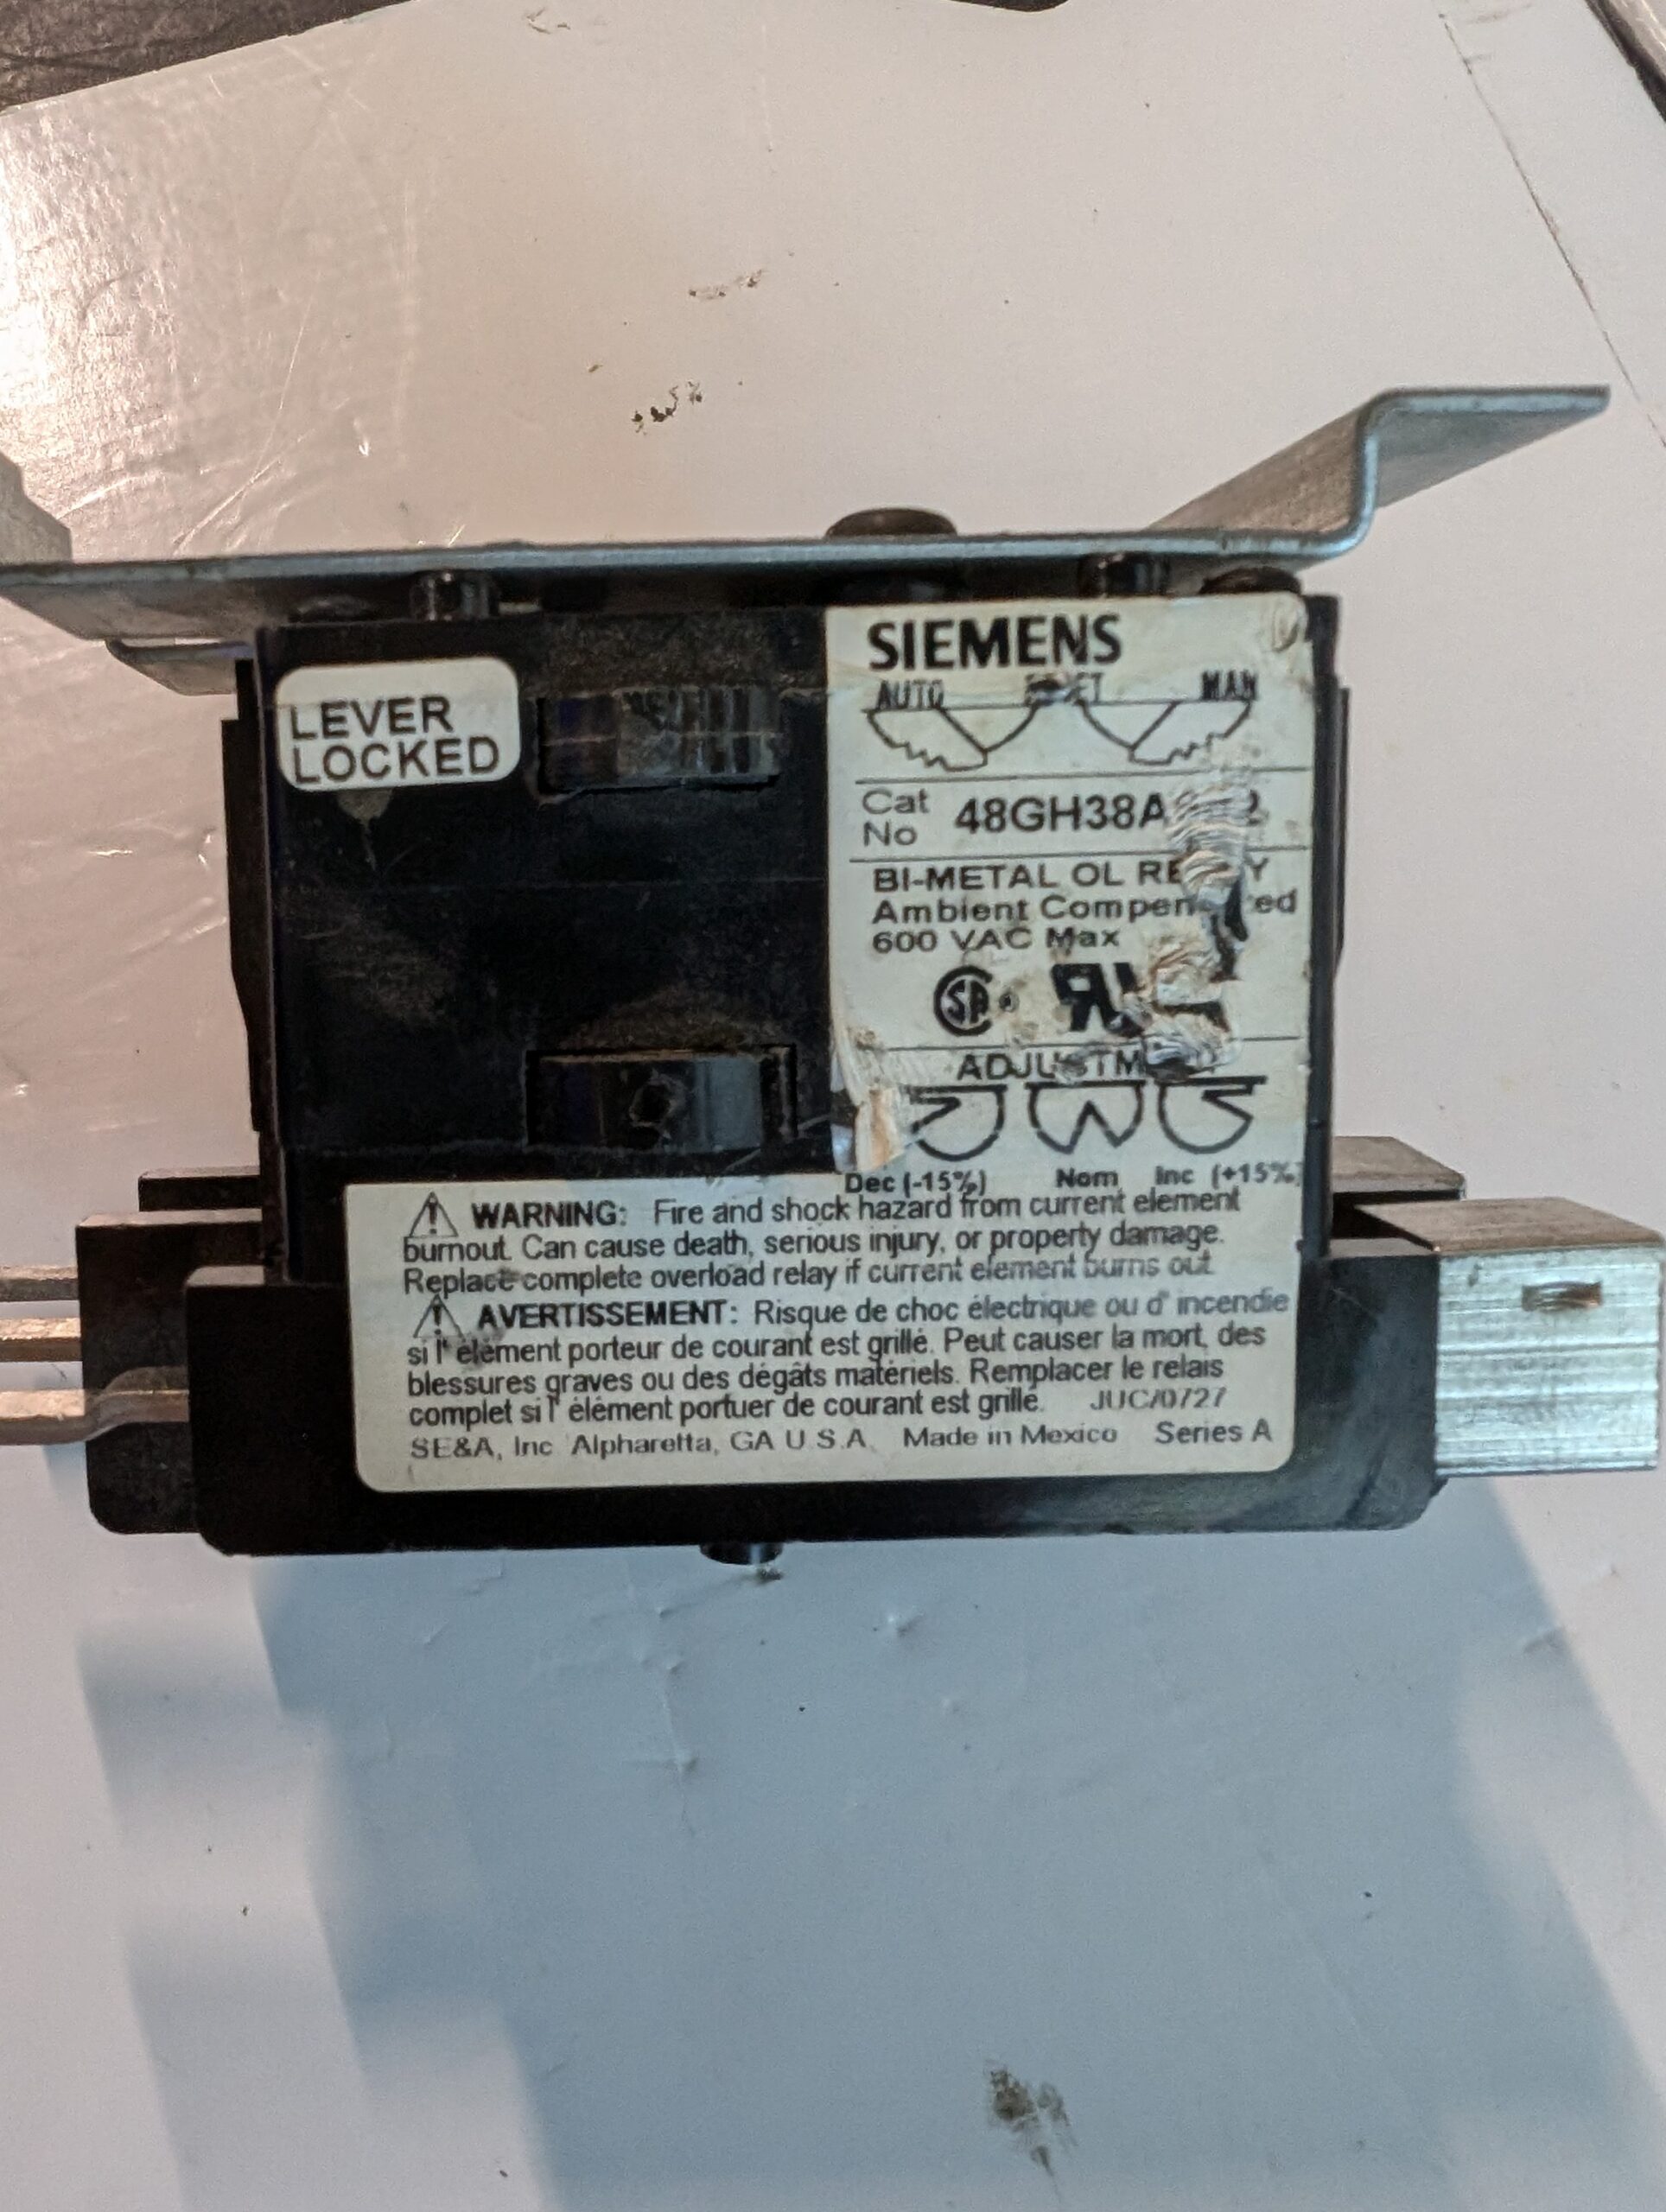 LEVER
LOCKED
SIEMENS
AUTO MAN
Cat
No 48GH38A
BI-METAL OL
Ambient
600 VAC Max
Dec (-15%) Nom Inc (+15%)
WARNING: Fire and shock hazard from current element
burnout. Can cause death, serious injury, or property damage.
Replace complete overload relay if current element burns out.
AVERTISSEMENT: Risque de choc électrique ou d' incendie
si l' élément porteur de courant est grillé. Peut causer la mort, des
blessures graves ou des dégâts matériels. Remplacer le relais
complet si l' élément portuer de courant est grillé. JUC/0727
SE&A, Inc Alpharetta, GA U.S.A. Made in Mexico Series A